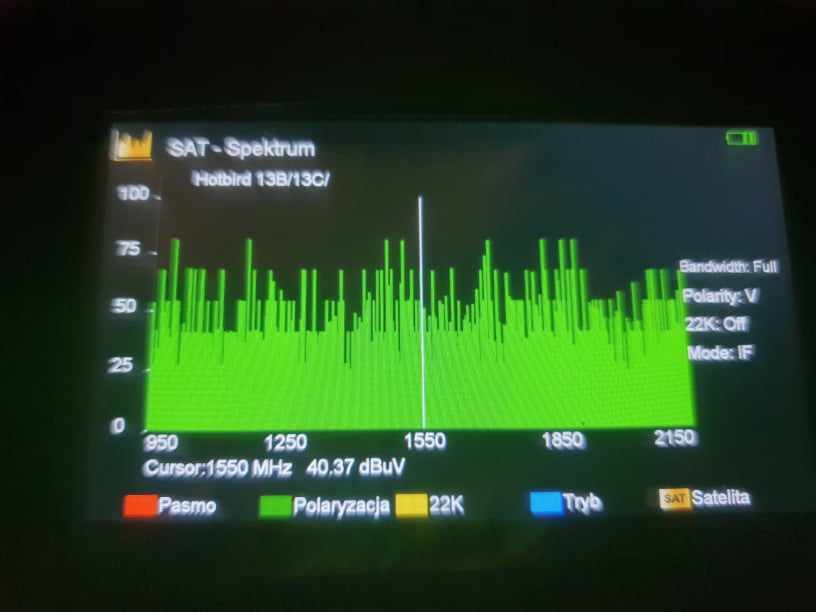 SAT - Spektrum
Hotbird 13B/13C/
100
75
50
25
0
Bandwidth: Full
Polarity: V
22K: Off
Mode: IF
950 1250 1550 1850 2150
Cursor:1550 MHz 40.37 dBuV
Pasmo Polaryzacja 22K Tryb SAT Satelita